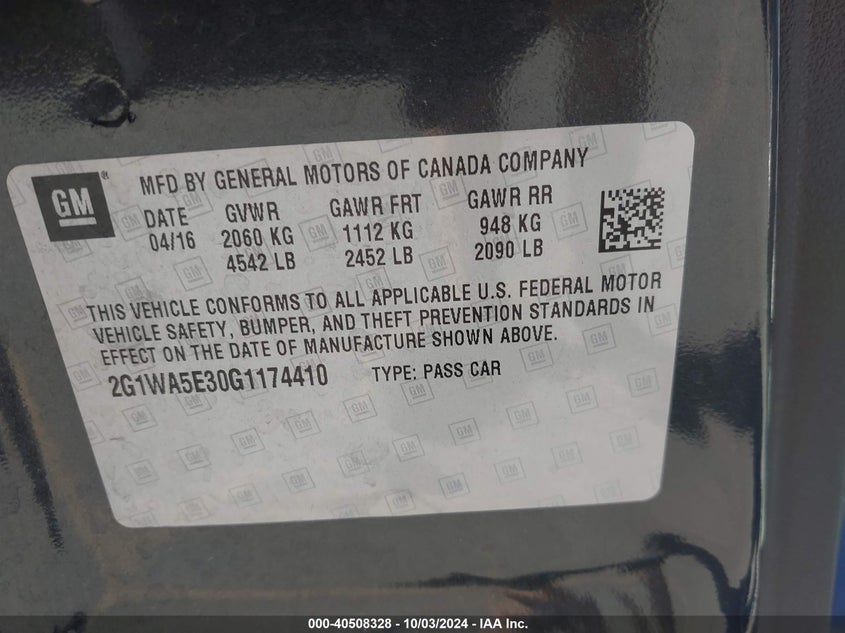 GM
MFD BY GENERAL MOTORS OF CANADA COMPANY
DATE GVWR GAWR FRT GAWR RR
04/16 2060 KG 1112 KG 948 KG
4542 LB 2452 LB 2090 LB
THIS VEHICLE CONFORMS TO ALL APPLICABLE U.S. FEDERAL MOTOR
VEHICLE SAFETY, BUMPER, AND THEFT PREVENTION STANDARDS IN
EFFECT ON THE DATE OF MANUFACTURE SHOWN ABOVE.
2G1WA5E30G1174410 TYPE: PASS CAR
000-40508328 - 10/03/2024 - IAA Inc.